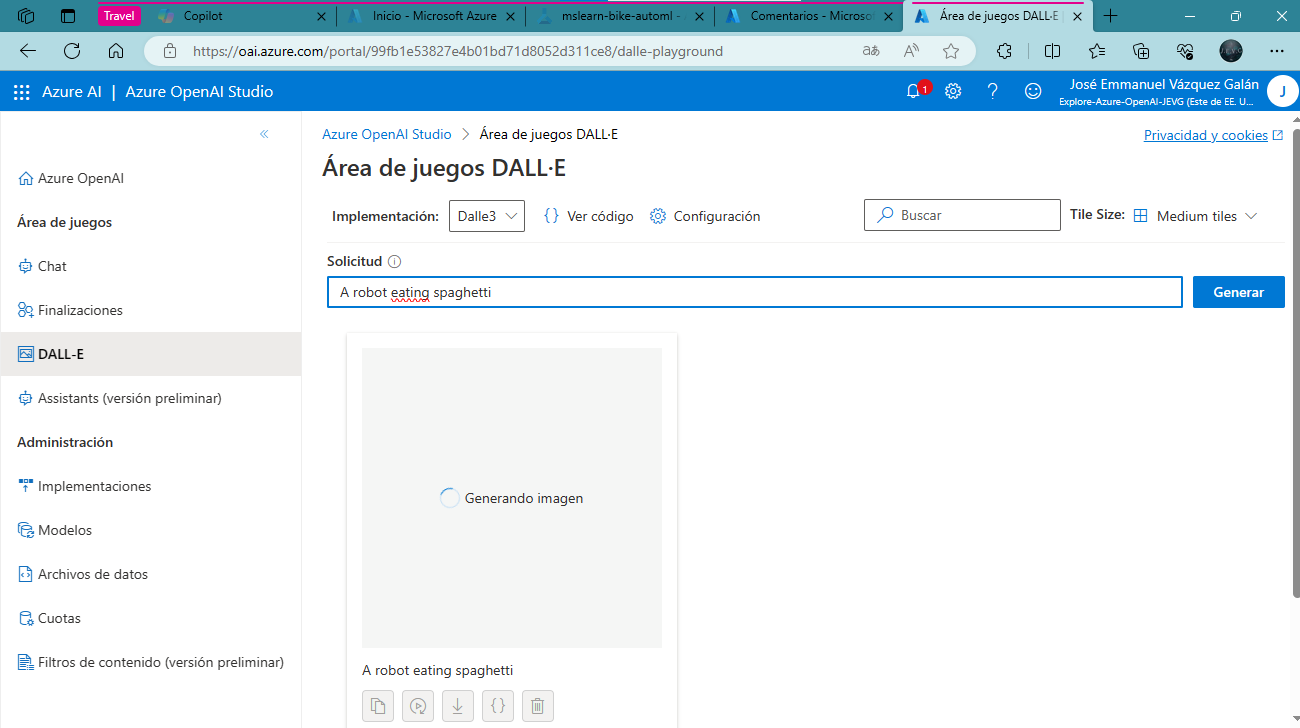 Travel
Copilot
Inicio - Microsoft Azure
mslearn-bike-automl -
Comentarios - Microso
Área de juegos DALL·E
https://oai.azure.com/portal/99fb1e53827e4b01bd71d8052d311ce8/dalle-playground
Azure AI | Azure OpenAI Studio
1
José Emmanuel Vázquez Galán
Explore-Azure-OpenAI-JEVG (Este de EE. U...
J
Azure OpenAI
Área de juegos
Chat
Finalizaciones
DALL-E
Assistants (versión preliminar)
Administración
Implementaciones
Modelos
Archivos de datos
Cuotas
Filtros de contenido (versión preliminar)
Azure OpenAI Studio > Área de juegos DALL·E
Privacidad y cookies
Área de juegos DALL·E
Implementación: Dalle3 {} Ver código Configuración
Buscar
Tile Size: Medium tiles
Solicitud
A robot eating spaghetti
Generar
Generando imagen
A robot eating spaghetti